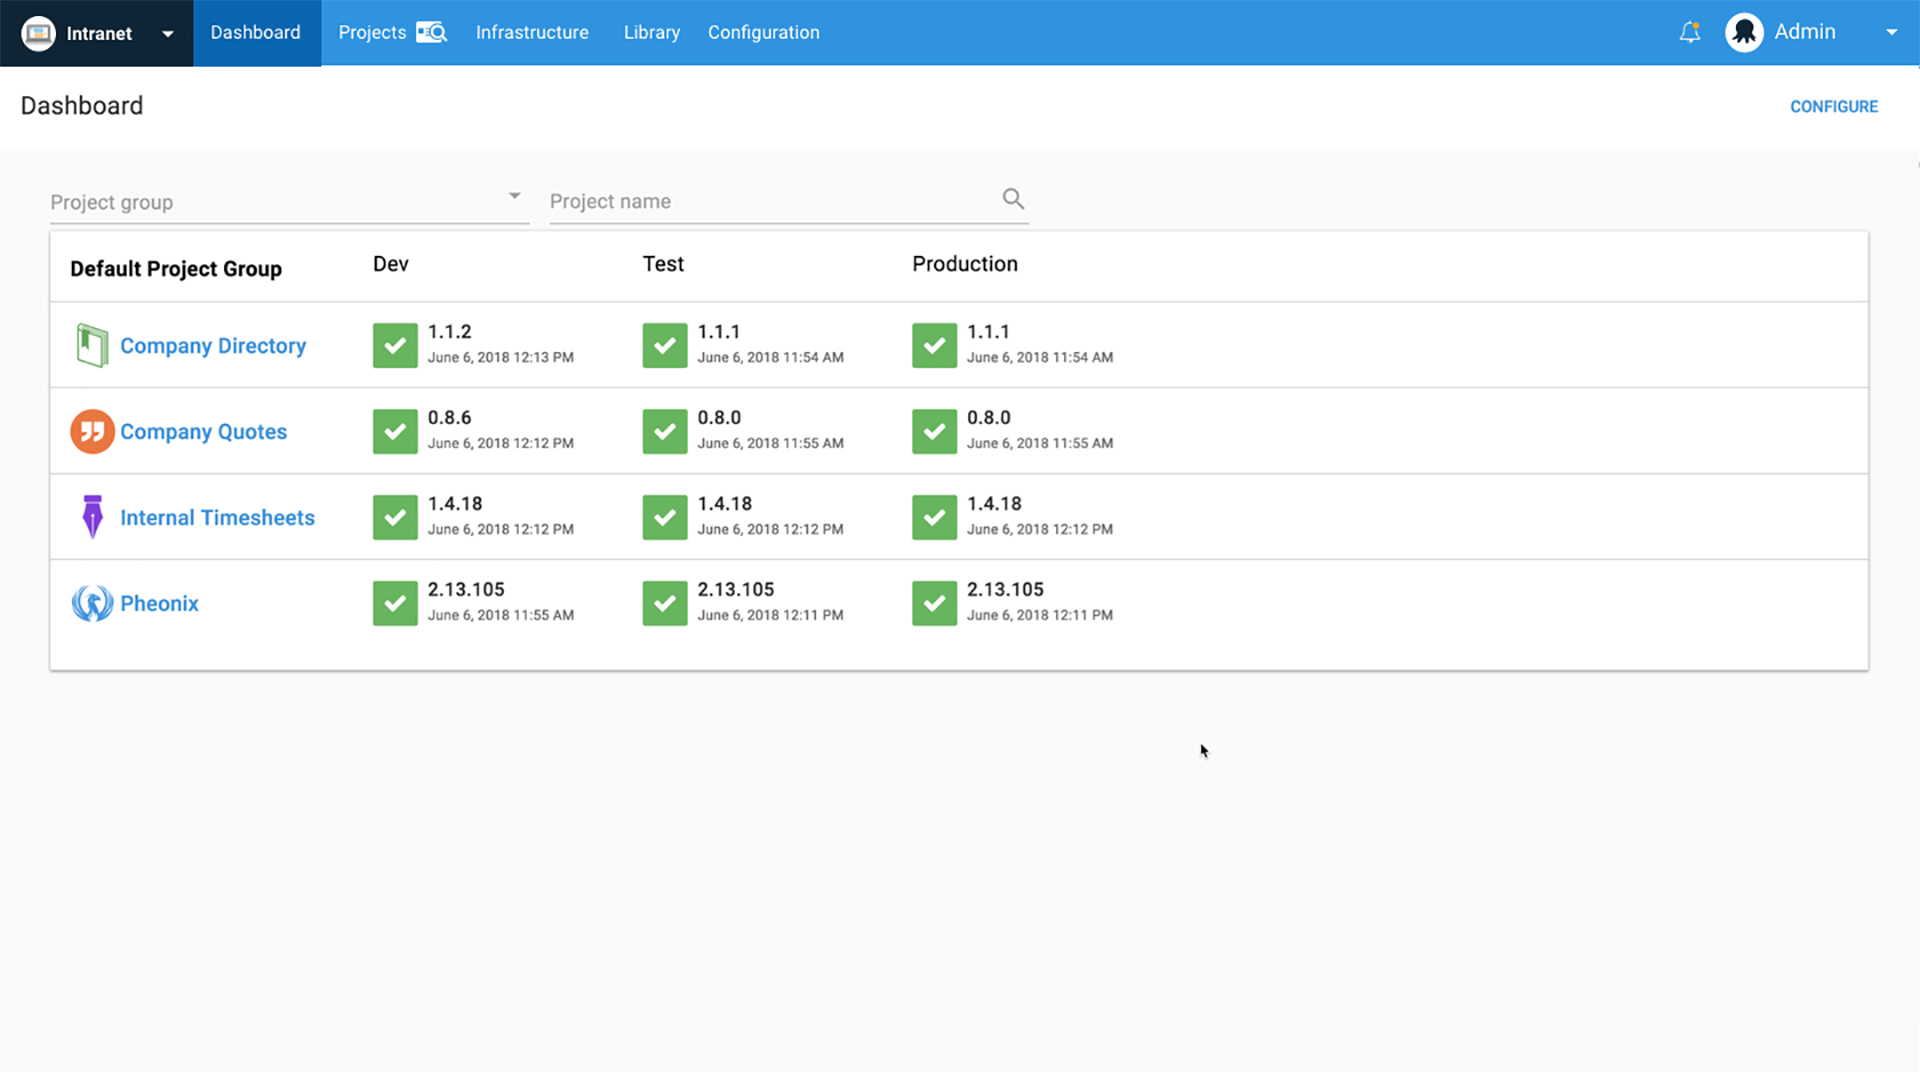 Intranet Dashboard Projects Infrastructure Library Configuration Admin
Dashboard CONFIGURE
Project group Project name
Default Project Group Dev Test Production
Company Directory
1.1.2
June 6, 2018 12:13 PM
1.1.1
June 6, 2018 11:54 AM
1.1.1
June 6, 2018 11:54 AM
Company Quotes
0.8.6
June 6, 2018 12:12 PM
0.8.0
June 6, 2018 11:55 AM
0.8.0
June 6, 2018 11:55 AM
Internal Timesheets
1.4.18
June 6, 2018 12:12 PM
1.4.18
June 6, 2018 12:12 PM
1.4.18
June 6, 2018 12:12 PM
Pheonix
2.13.105
June 6, 2018 11:55 AM
2.13.105
June 6, 2018 12:11 PM
2.13.105
June 6, 2018 12:11 PM